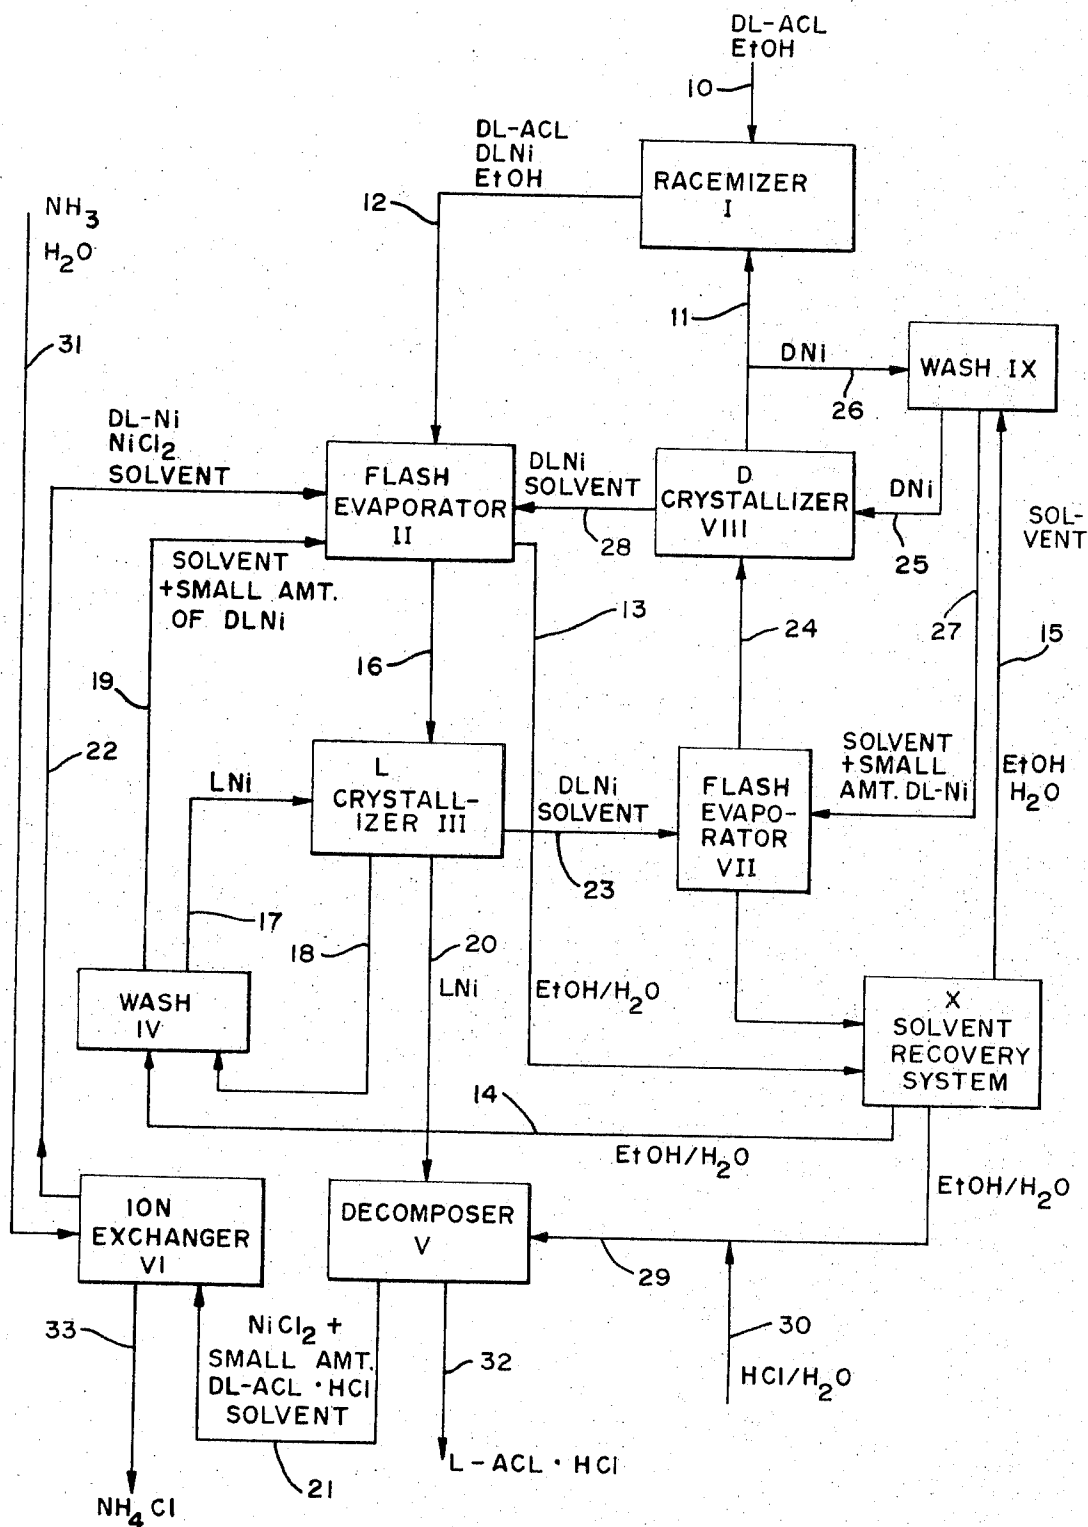 DL-ACL
EtOH
10
DL-ACL
DLNi
EtOH
12
RACEMIZER
I
NH3
H2O
31
11
DNi
26
WASH IX
DL-Ni
NiCl2
SOLVENT
FLASH
EVAPORATOR
II
DLNi
SOLVENT
28
D
CRYSTALLIZER
VIII
DNi
25
SOL-
VENT
SOLVENT
+SMALL AMT.
OF DLNi
13
24
27
15
16
19
22
LNi
L
CRYSTALL-
IZER III
DLNi
SOLVENT
23
FLASH
EVAPO-
RATOR
VII
SOLVENT
+SMALL
AMT. DL-Ni
EtOH
H2O
17
18
20
LNi
EtOH/H2O
WASH
IV
X
SOLVENT
RECOVERY
SYSTEM
14
EtOH/H2O
EtOH/H2O
ION
EXCHANGER
VI
DECOMPOSER
V
29
33
NiCl2 +
SMALL AMT.
DL-ACL·HCl
SOLVENT
32
30
HCl/H2O
21
L-ACL·HCl
NH4Cl